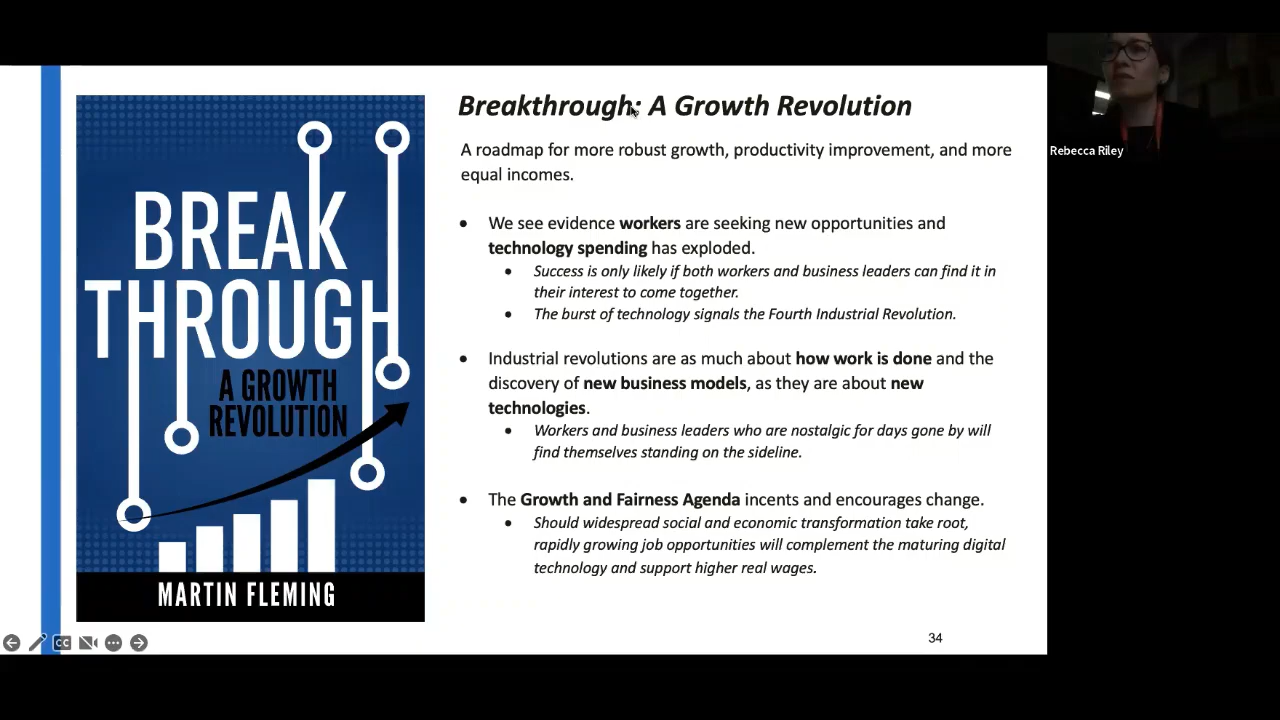 BREAK
THROUGH
A GROWTH
REVOLUTION
MARTIN FLEMING
Breakthrough: A Growth Revolution
A roadmap for more robust growth, productivity improvement, and more
equal incomes.
• We see evidence workers are seeking new opportunities and
technology spending has exploded.
• Success is only likely if both workers and business leaders can find it in
their interest to come together.
• The burst of technology signals the Fourth Industrial Revolution.
• Industrial revolutions are as much about how work is done and the
discovery of new business models, as they are about new
technologies.
• Workers and business leaders who are nostalgic for days gone by will
find themselves standing on the sideline.
• The Growth and Fairness Agenda incents and encourages change.
• Should widespread social and economic transformation take root,
rapidly growing job opportunities will complement the maturing digital
technology and support higher real wages.
34
CC
Rebecca Riley